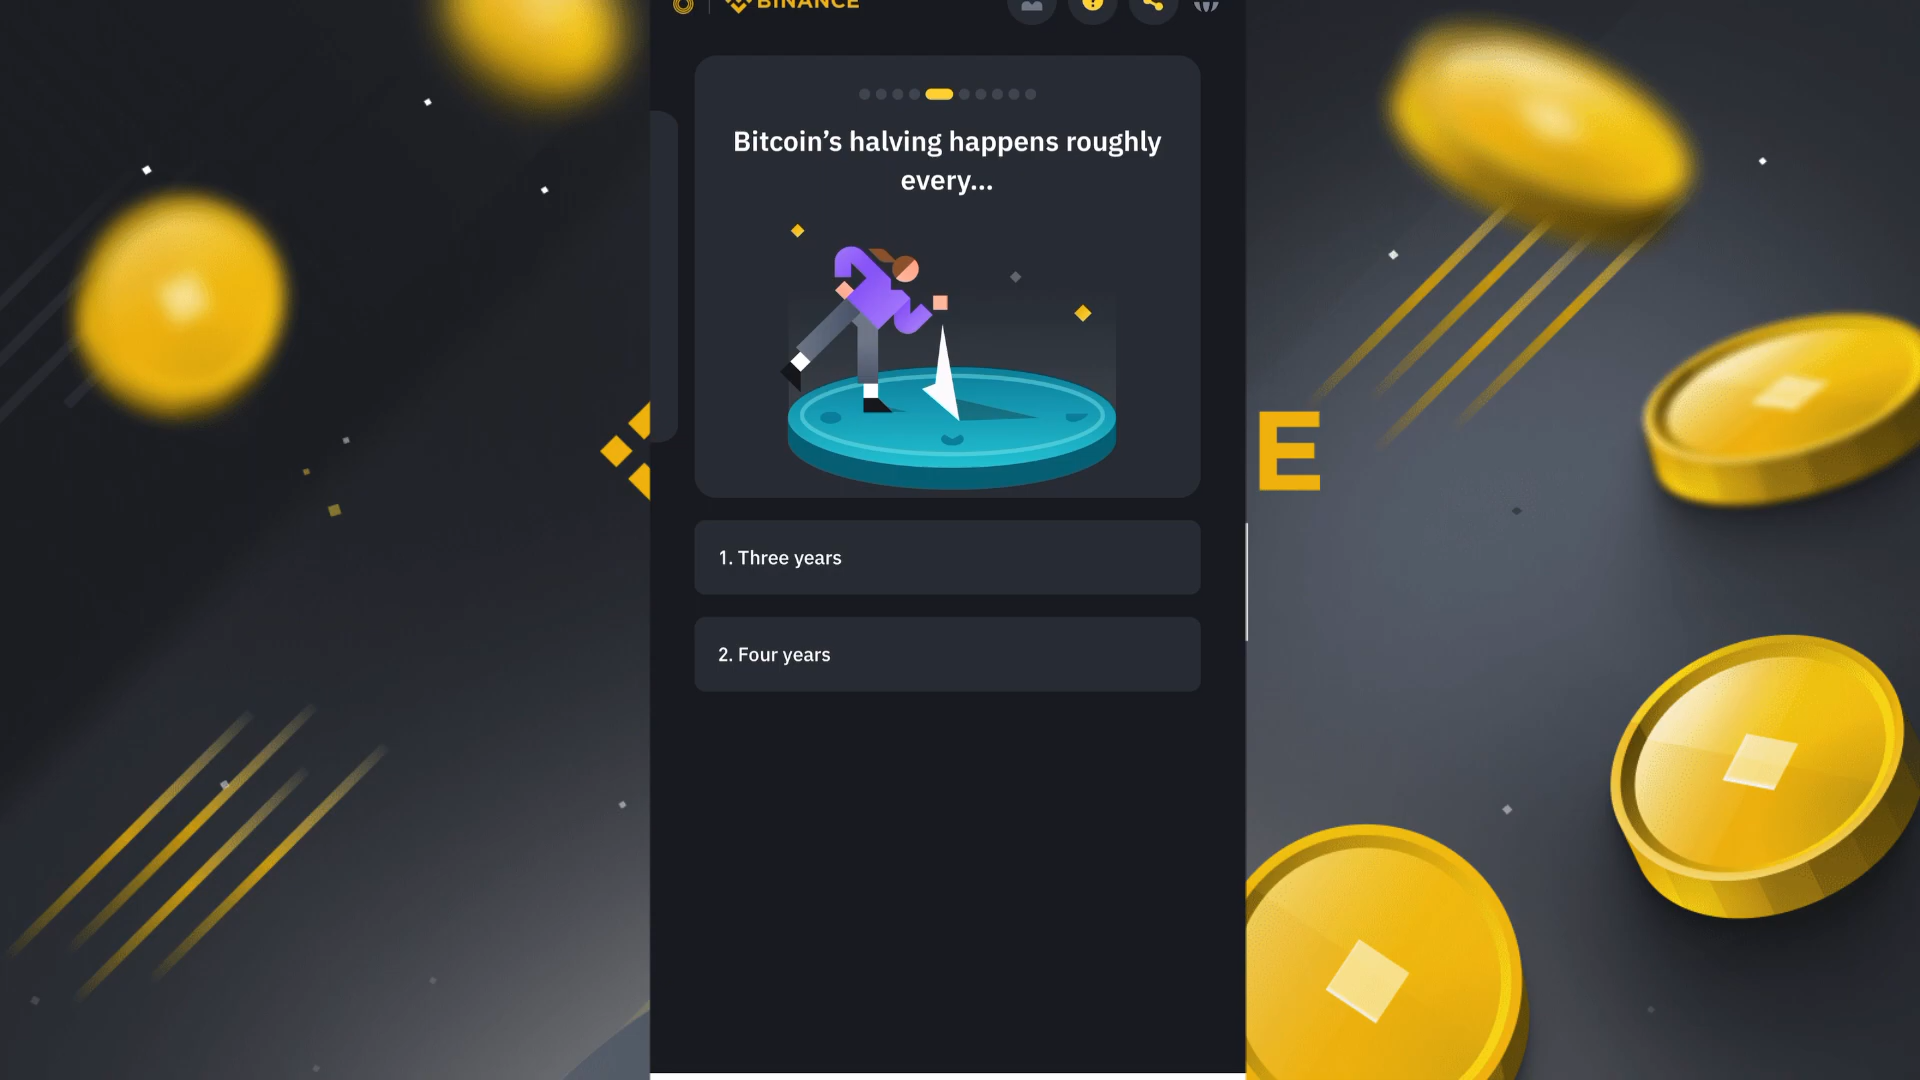 BINANCE
Bitcoin’s halving happens roughly
every...
E
1. Three years
2. Four years